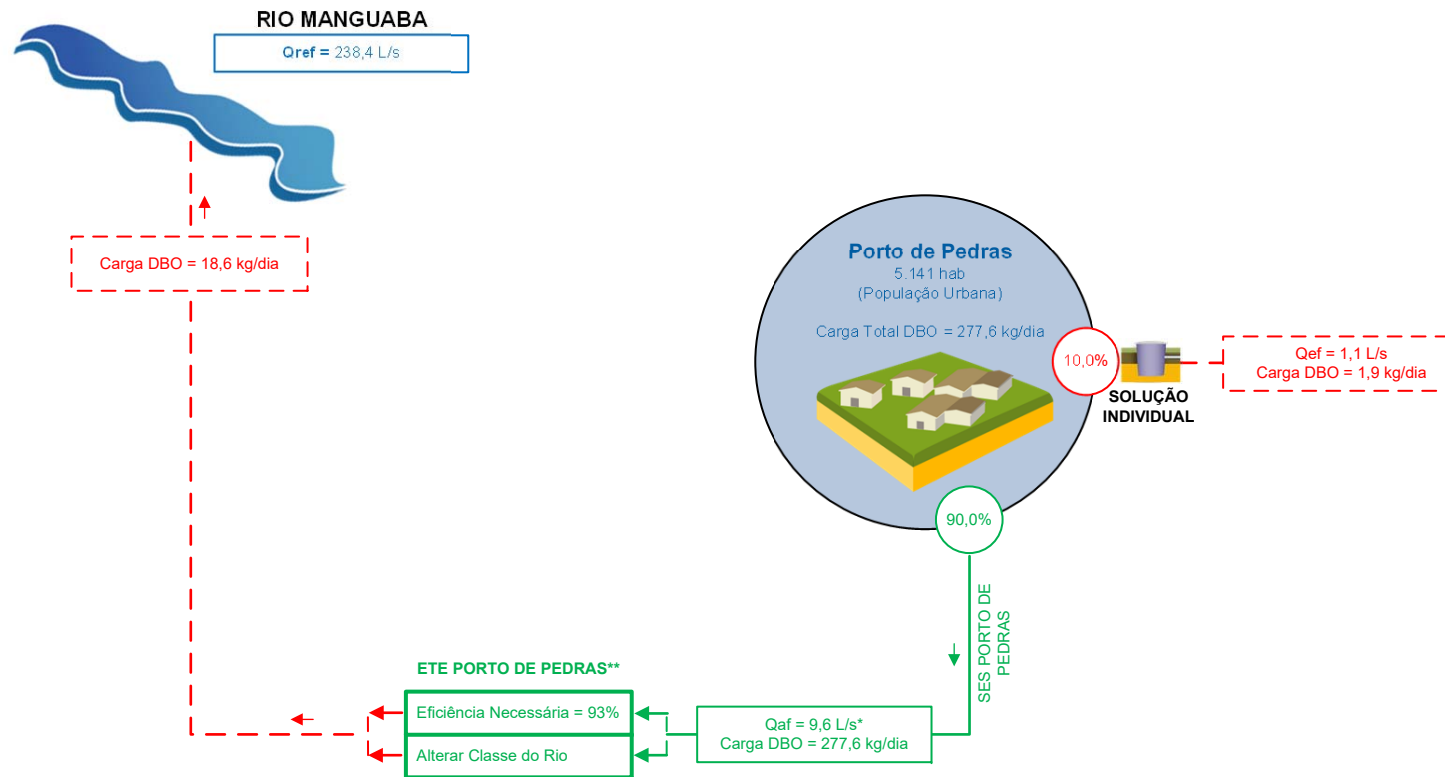 RIO MANGUABA
Qref = 238,4 L/s
Carga DBO = 18,6 kg/dia
Porto de Pedras
5.141 hab
(População Urbana)
Carga Total DBO = 277,6 kg/dia
10,0%
SOLUÇÃO
INDIVIDUAL
Qef = 1,1 L/s
Carga DBO = 1,9 kg/dia
90,0%
SES PORTO DE
PEDRAS
ETE PORTO DE PEDRAS**
Eficiência Necessária = 93%
Alterar Classe do Rio
Qaf = 9,6 L/s*
Carga DBO = 277,6 kg/dia